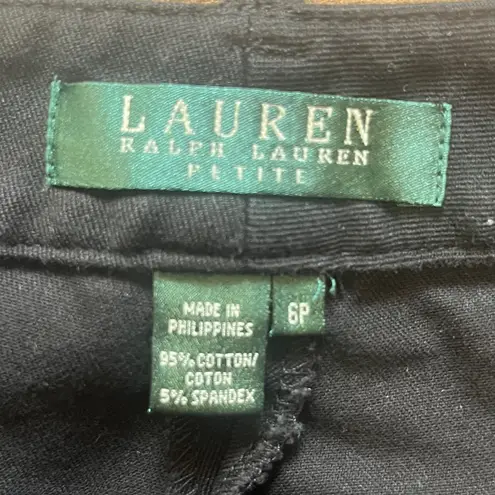 LAUREN
RALPH LAUREN
PETITE
MADE IN
PHILIPPINES
6P
95% COTTON/
COTON
5% SPANDEX